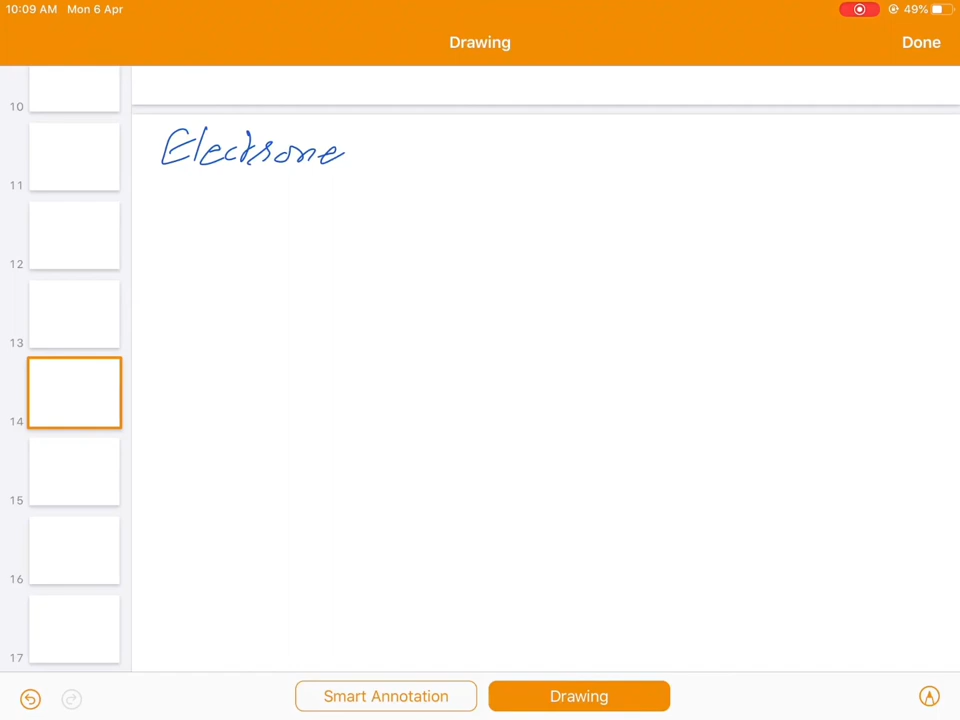 10:09 AM Mon 6 Apr
49%
Drawing
Done
10
11
12
13
14
15
16
17
Electrone
Smart Annotation
Drawing